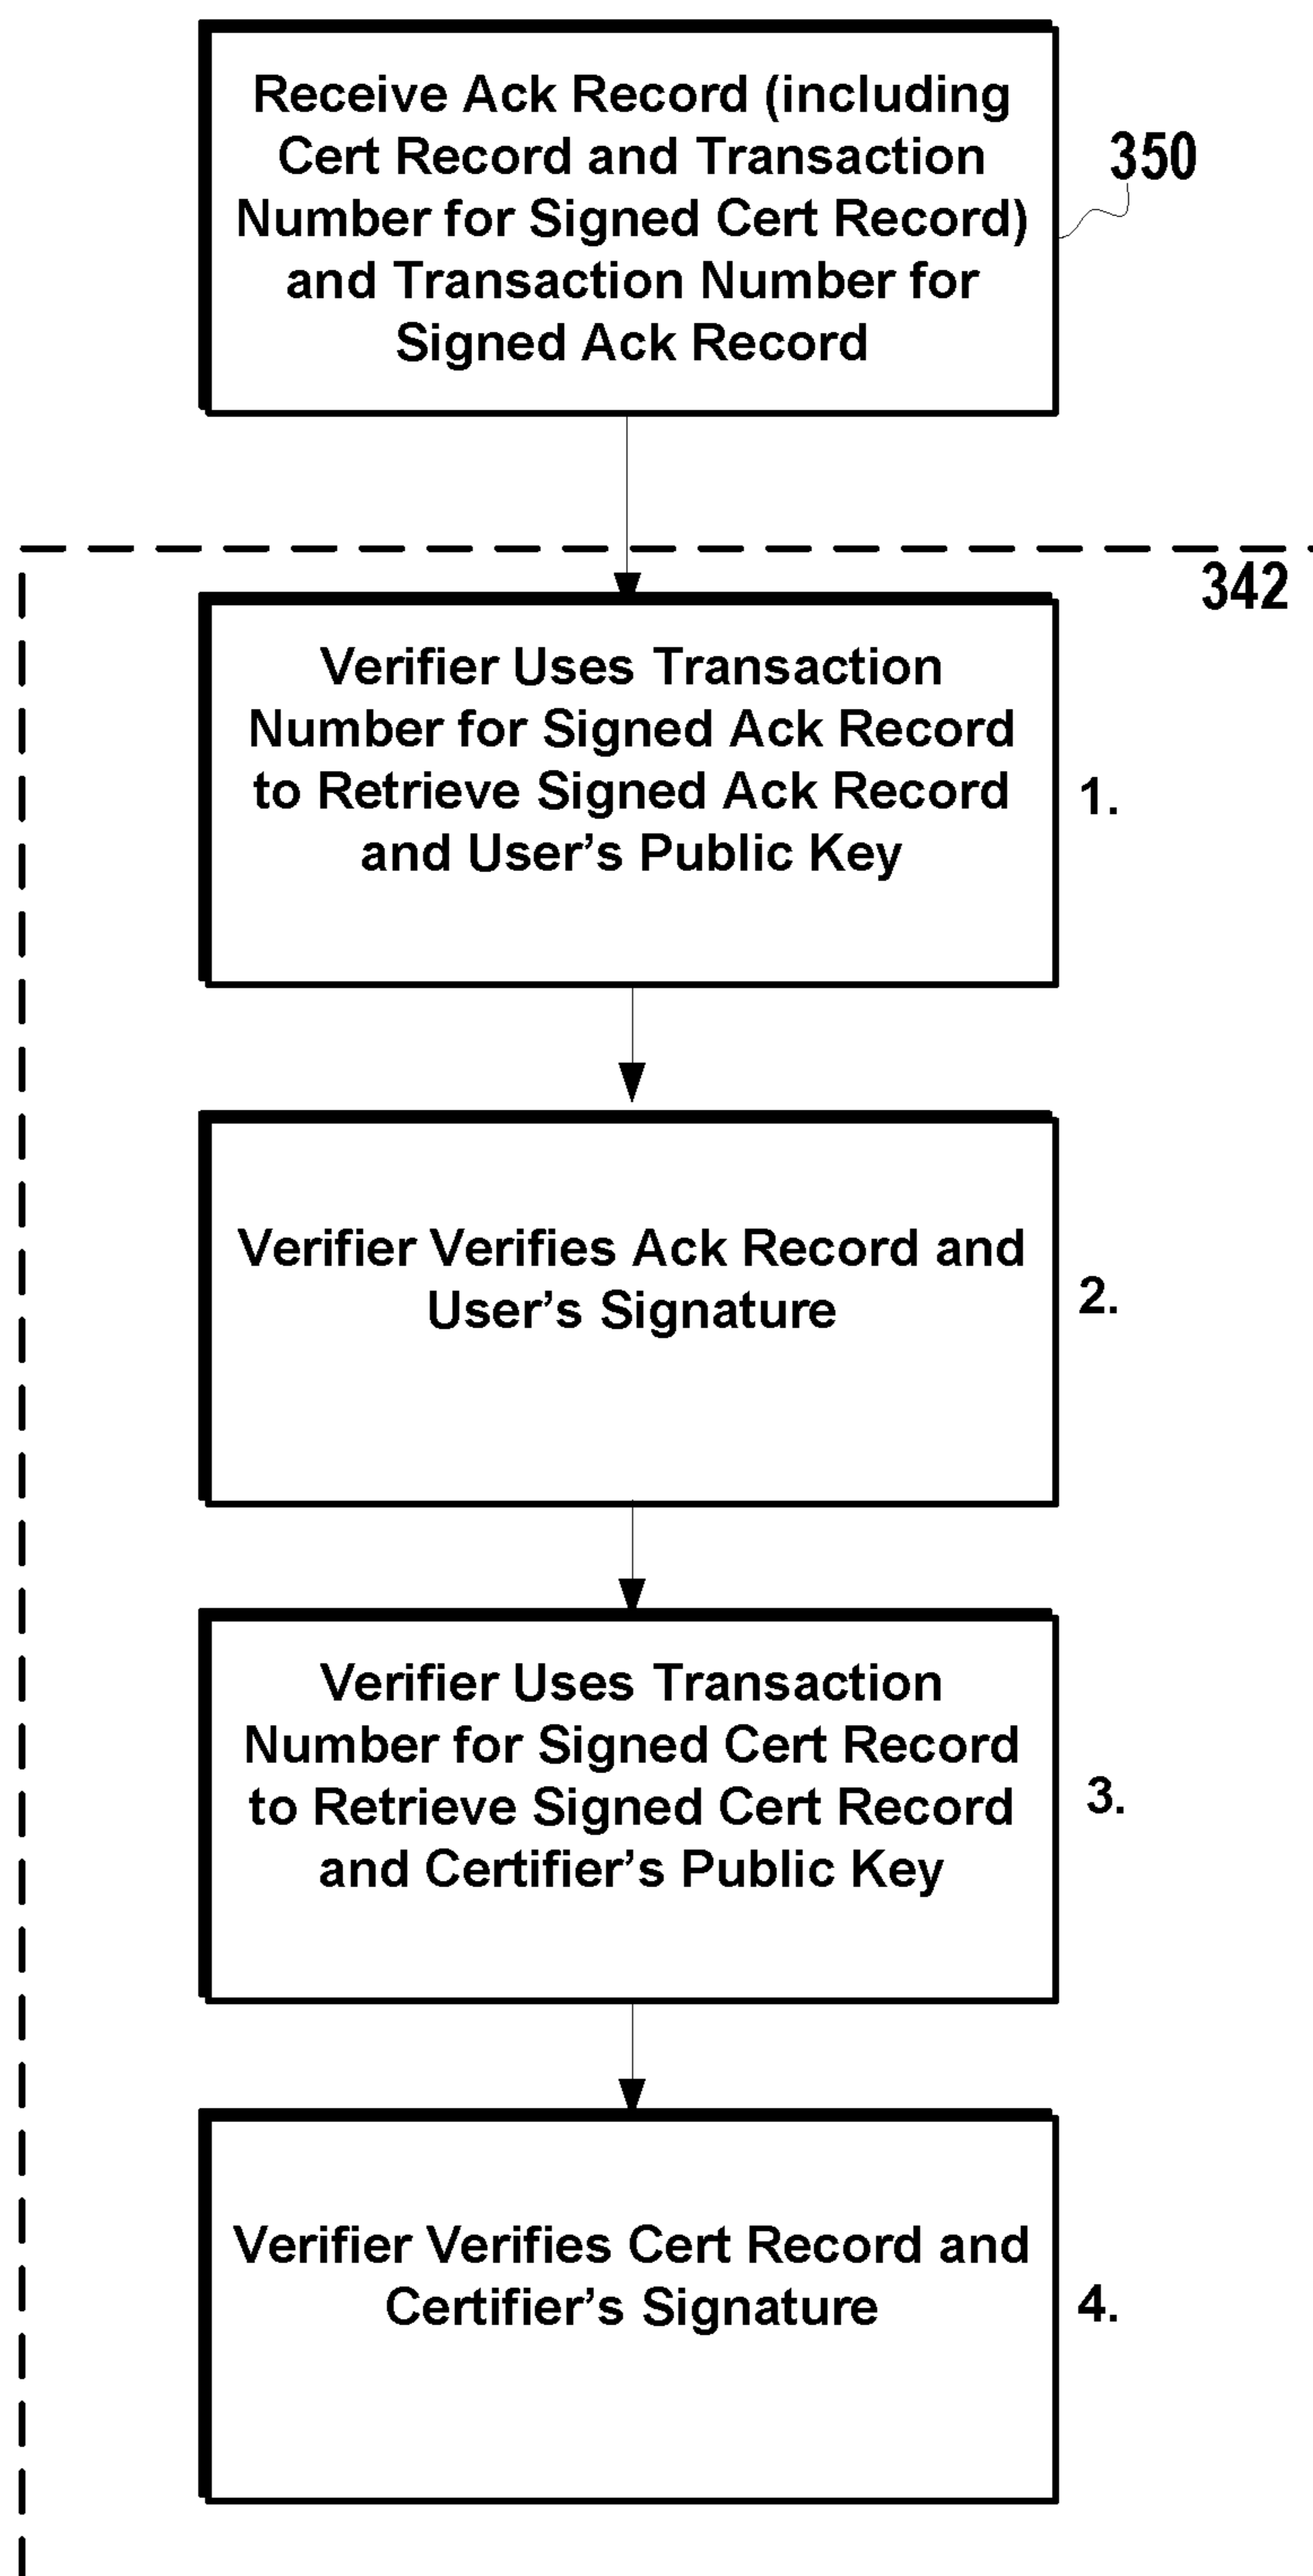 Receive Ack Record (including
Cert Record and Transaction
Number for Signed Cert Record)
and Transaction Number for
Signed Ack Record
350
342
Verifier Uses Transaction
Number for Signed Ack Record
to Retrieve Signed Ack Record
and User’s Public Key
1.
Verifier Verifies Ack Record and
User’s Signature
2.
Verifier Uses Transaction
Number for Signed Cert Record
to Retrieve Signed Cert Record
and Certifier’s Public Key
3.
Verifier Verifies Cert Record and
Certifier’s Signature
4.